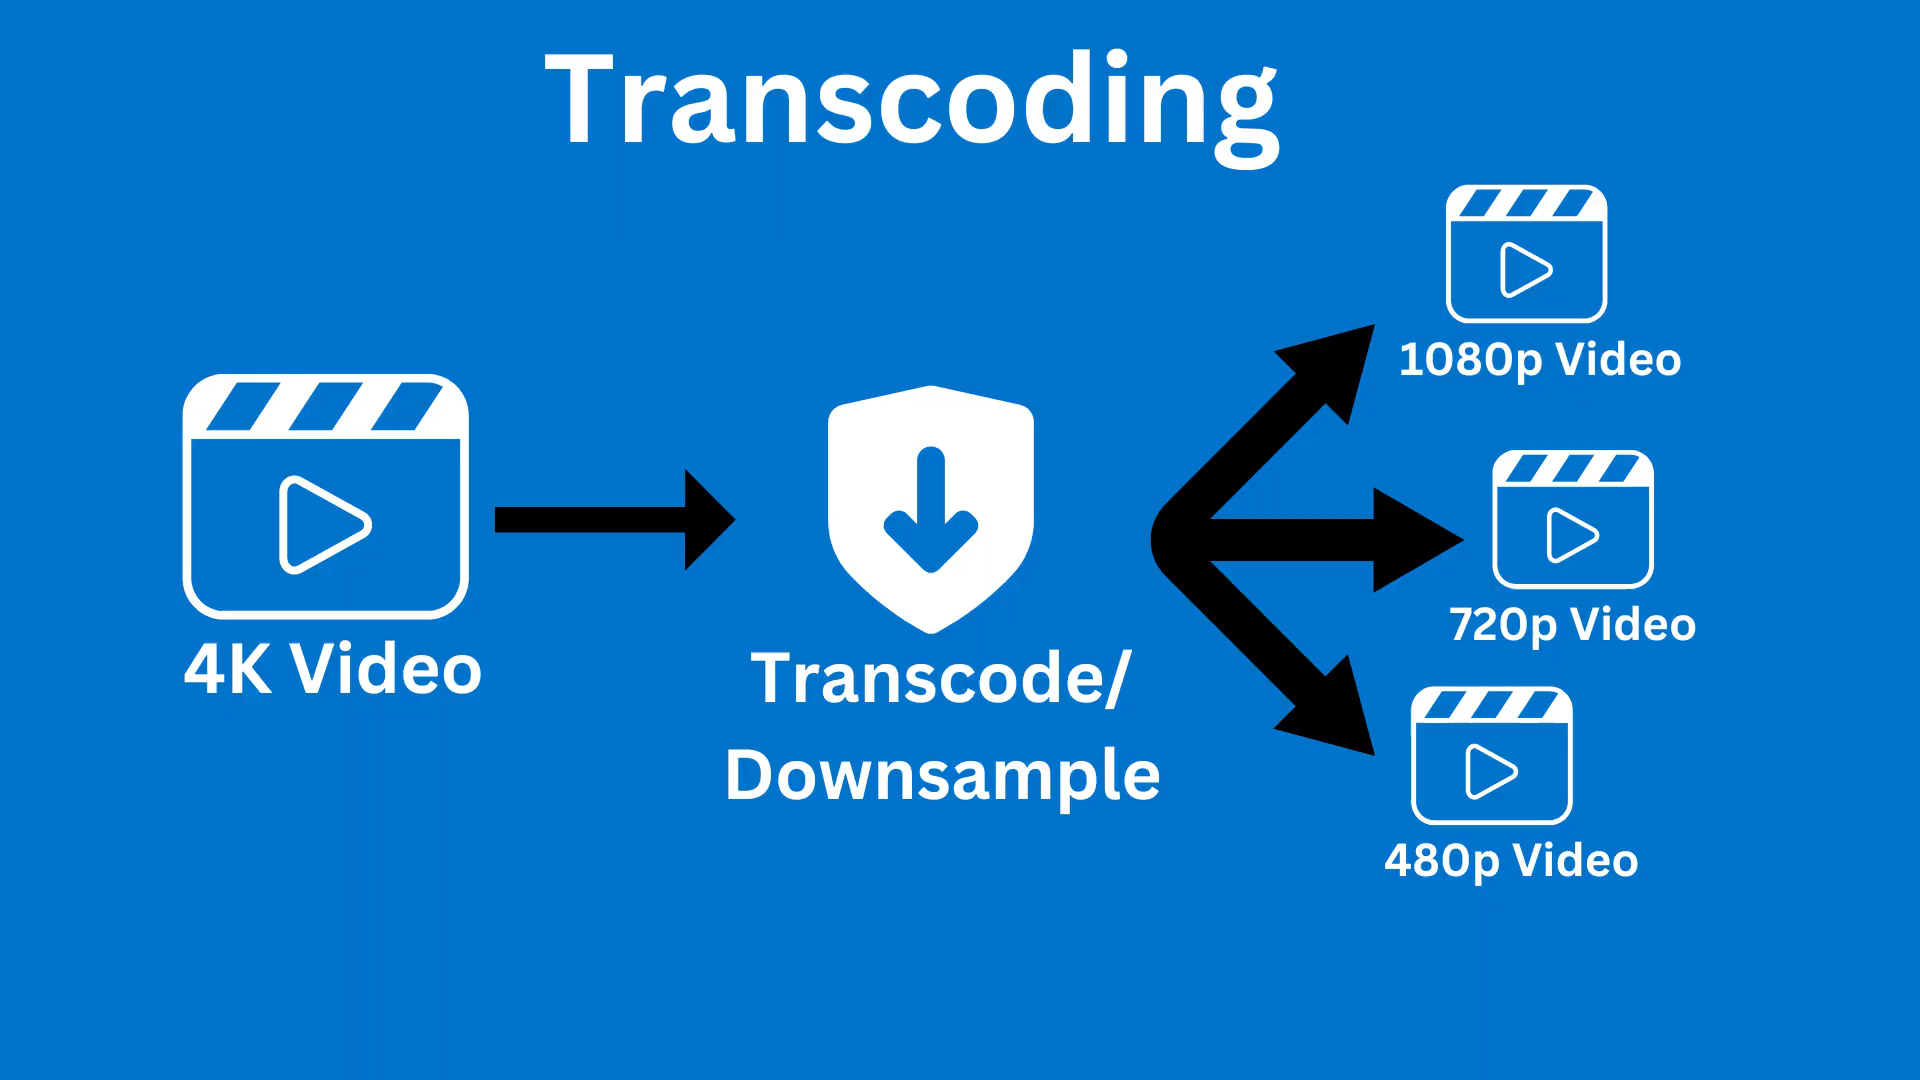 Transcoding
4K Video
Transcode/
Downsample
1080p Video
720p Video
480p Video